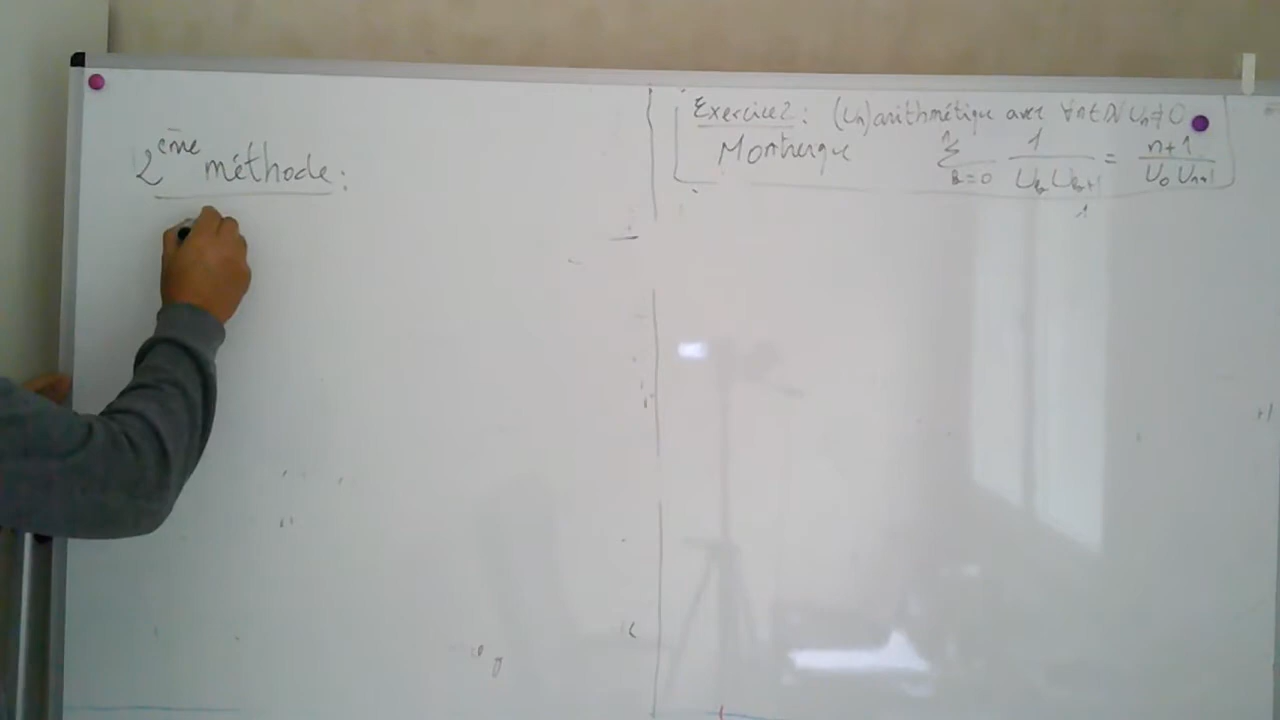 2ème méthode:
Exercice2: (Un) arithmétique avec ∀n∈ℕ Un≠0
Montrer que n∑k=0 1/(Uk Uk+1) = n+1/(U0 Un+1)